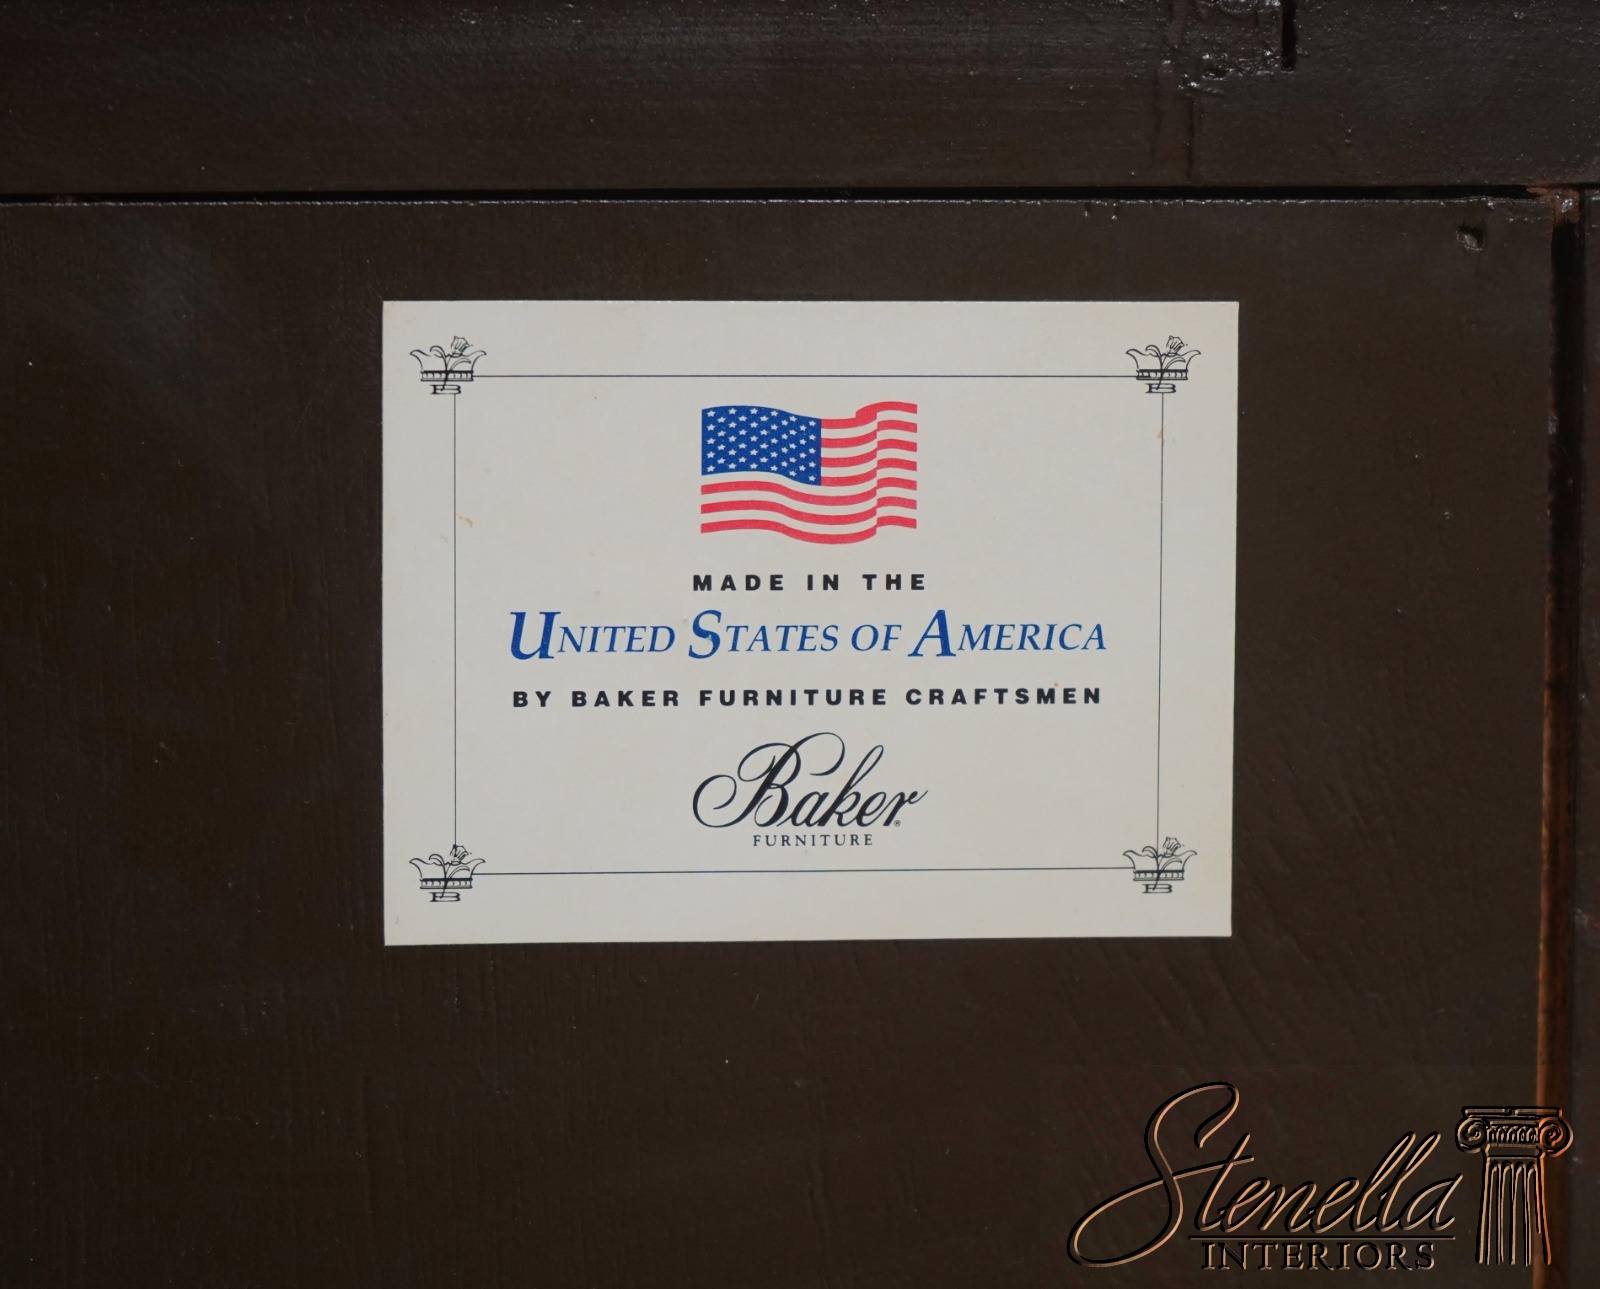 MADE IN THE
UNITED STATES OF AMERICA
BY BAKER FURNITURE CRAFTSMEN
Baker®
FURNITURE
Stenella
INTERIORS